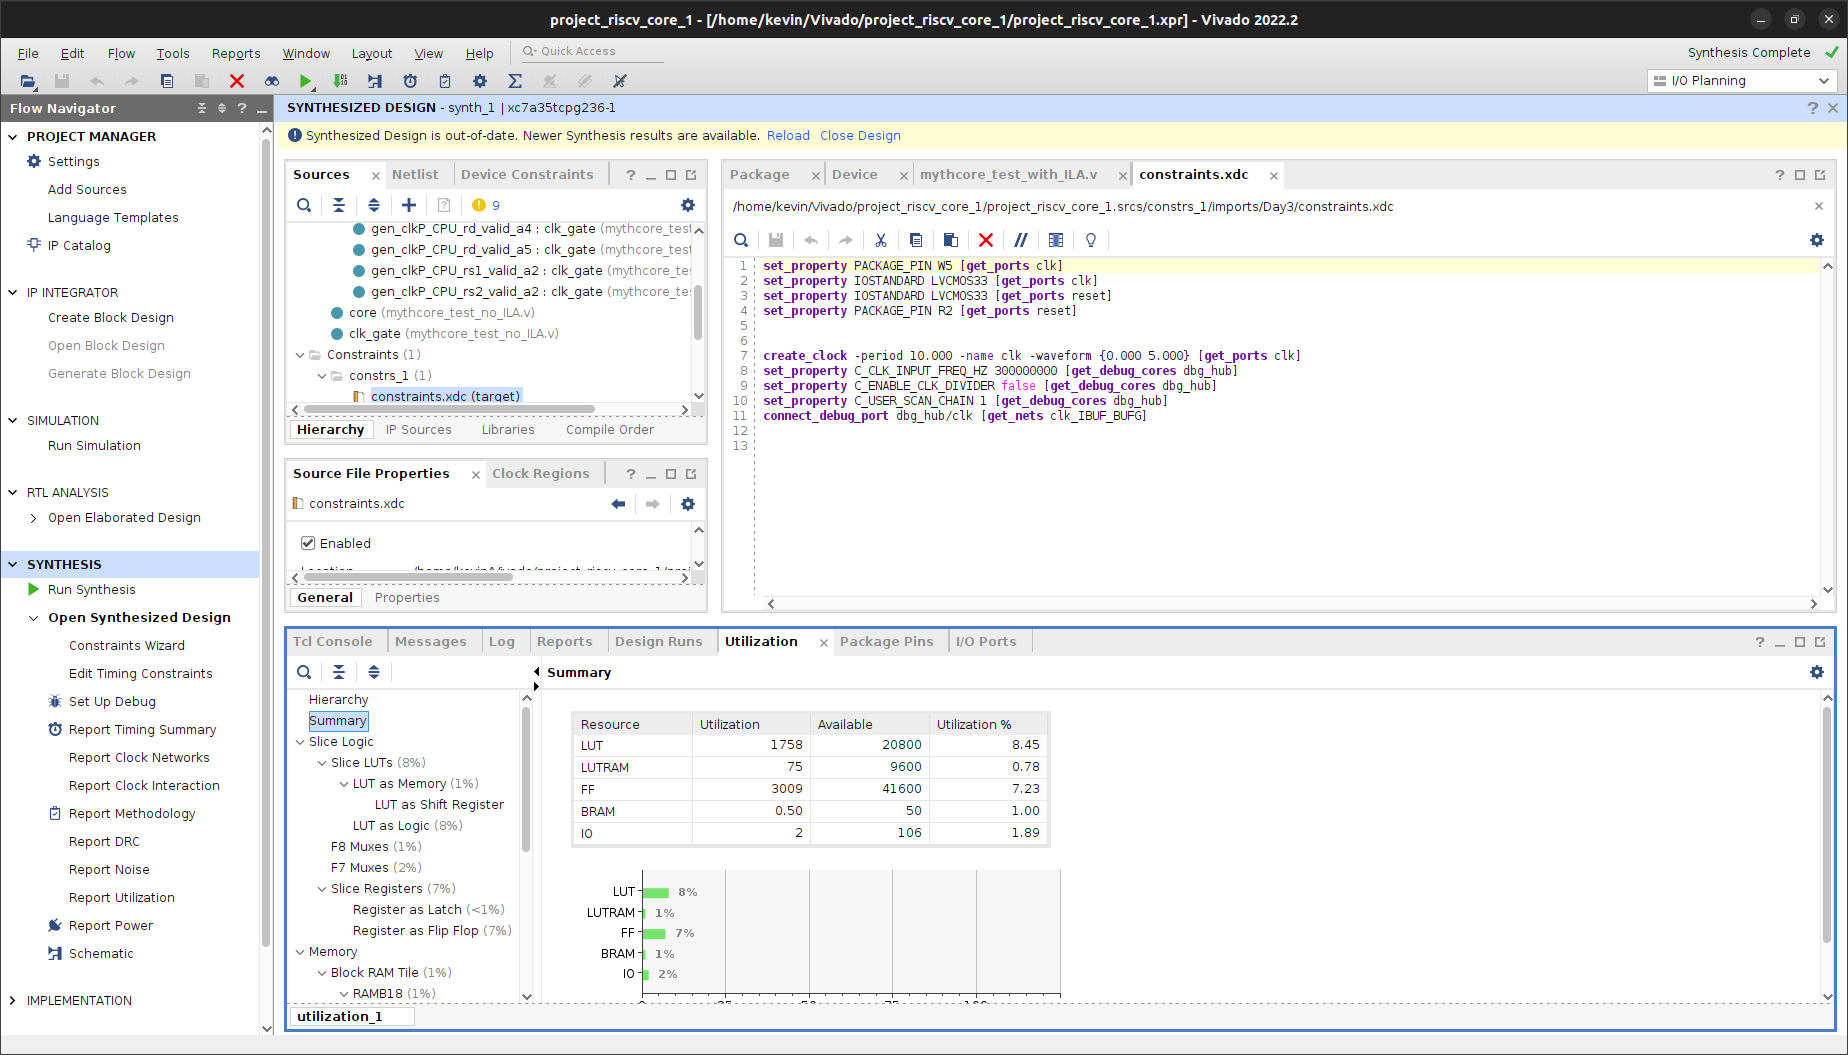 project_riscv_core_1 - [/home/kevin/Vivado/project_riscv_core_1/project_riscv_core_1.xpr] - Vivado 2022.2
File Edit Flow Tools Reports Window Layout View Help Quick Access
Synthesis Complete
I/O Planning
Flow Navigator
PROJECT MANAGER
Settings
Add Sources
Language Templates
IP Catalog
IP INTEGRATOR
Create Block Design
Open Block Design
Generate Block Design
SIMULATION
Run Simulation
RTL ANALYSIS
Open Elaborated Design
SYNTHESIS
Run Synthesis
Open Synthesized Design
Constraints Wizard
Edit Timing Constraints
Set Up Debug
Report Timing Summary
Report Clock Networks
Report Clock Interaction
Report Methodology
Report DRC
Report Noise
Report Utilization
Report Power
Schematic
IMPLEMENTATION
SYNTHESIZED DESIGN - synth_1 | xc7a35tcpg236-1
Synthesized Design is out-of-date. Newer Synthesis results are available. Reload Close Design
Sources Netlist Device Constraints
9
gen_clkP_CPU_rd_valid_a4 : clk_gate (mythcore_test
gen_clkP_CPU_rd_valid_a5 : clk_gate (mythcore_test
gen_clkP_CPU_rs1_valid_a2 : clk_gate (mythcore_te
gen_clkP_CPU_rs2_valid_a2 : clk_gate (mythcore_te
core (mythcore_test_no_ILA.v)
clk_gate (mythcore_test_no_ILA.v)
Constraints (1)
constrs_1 (1)
constraints.xdc (target)
Hierarchy IP Sources Libraries Compile Order
Source File Properties Clock Regions
constraints.xdc
Enabled
General Properties
Package Device mythcore_test_with_ILA.v constraints.xdc
/home/kevin/Vivado/project_riscv_core_1/project_riscv_core_1.srcs/constrs_1/imports/Day3/constraints.xdc
1 set_property PACKAGE_PIN W5 [get_ports clk]
2 set_property IOSTANDARD LVCMOS33 [get_ports clk]
3 set_property IOSTANDARD LVCMOS33 [get_ports reset]
4 set_property PACKAGE_PIN R2 [get_ports reset]
5
6
7 create_clock -period 10.000 -name clk -waveform {0.000 5.000} [get_ports clk]
8 set_property C_CLK_INPUT_FREQ_HZ 300000000 [get_debug_cores dbg_hub]
9 set_property C_ENABLE_CLK_DIVIDER false [get_debug_cores dbg_hub]
10 set_property C_USER_SCAN_CHAIN 1 [get_debug_cores dbg_hub]
11 connect_debug_port dbg_hub/clk [get_nets clk_IBUF_BUFG]
12
13
Tcl Console Messages Log Reports Design Runs Utilization Package Pins I/O Ports
Summary
Hierarchy
Summary
Slice Logic
Slice LUTs (8%)
LUT as Memory (1%)
LUT as Shift Register
LUT as Logic (8%)
F8 Muxes (1%)
F7 Muxes (2%)
Slice Registers (7%)
Register as Latch (<1%)
Register as Flip Flop (7%)
Memory
Block RAM Tile (1%)
RAMB18 (1%)
Resource Utilization Available Utilization %
LUT 1758 20800 8.45
LUTRAM 75 9600 0.78
FF 3009 41600 7.23
BRAM 0.50 50 1.00
IO 2 106 1.89
LUT 8%
LUTRAM 1%
FF 7%
BRAM 1%
IO 2%
utilization_1